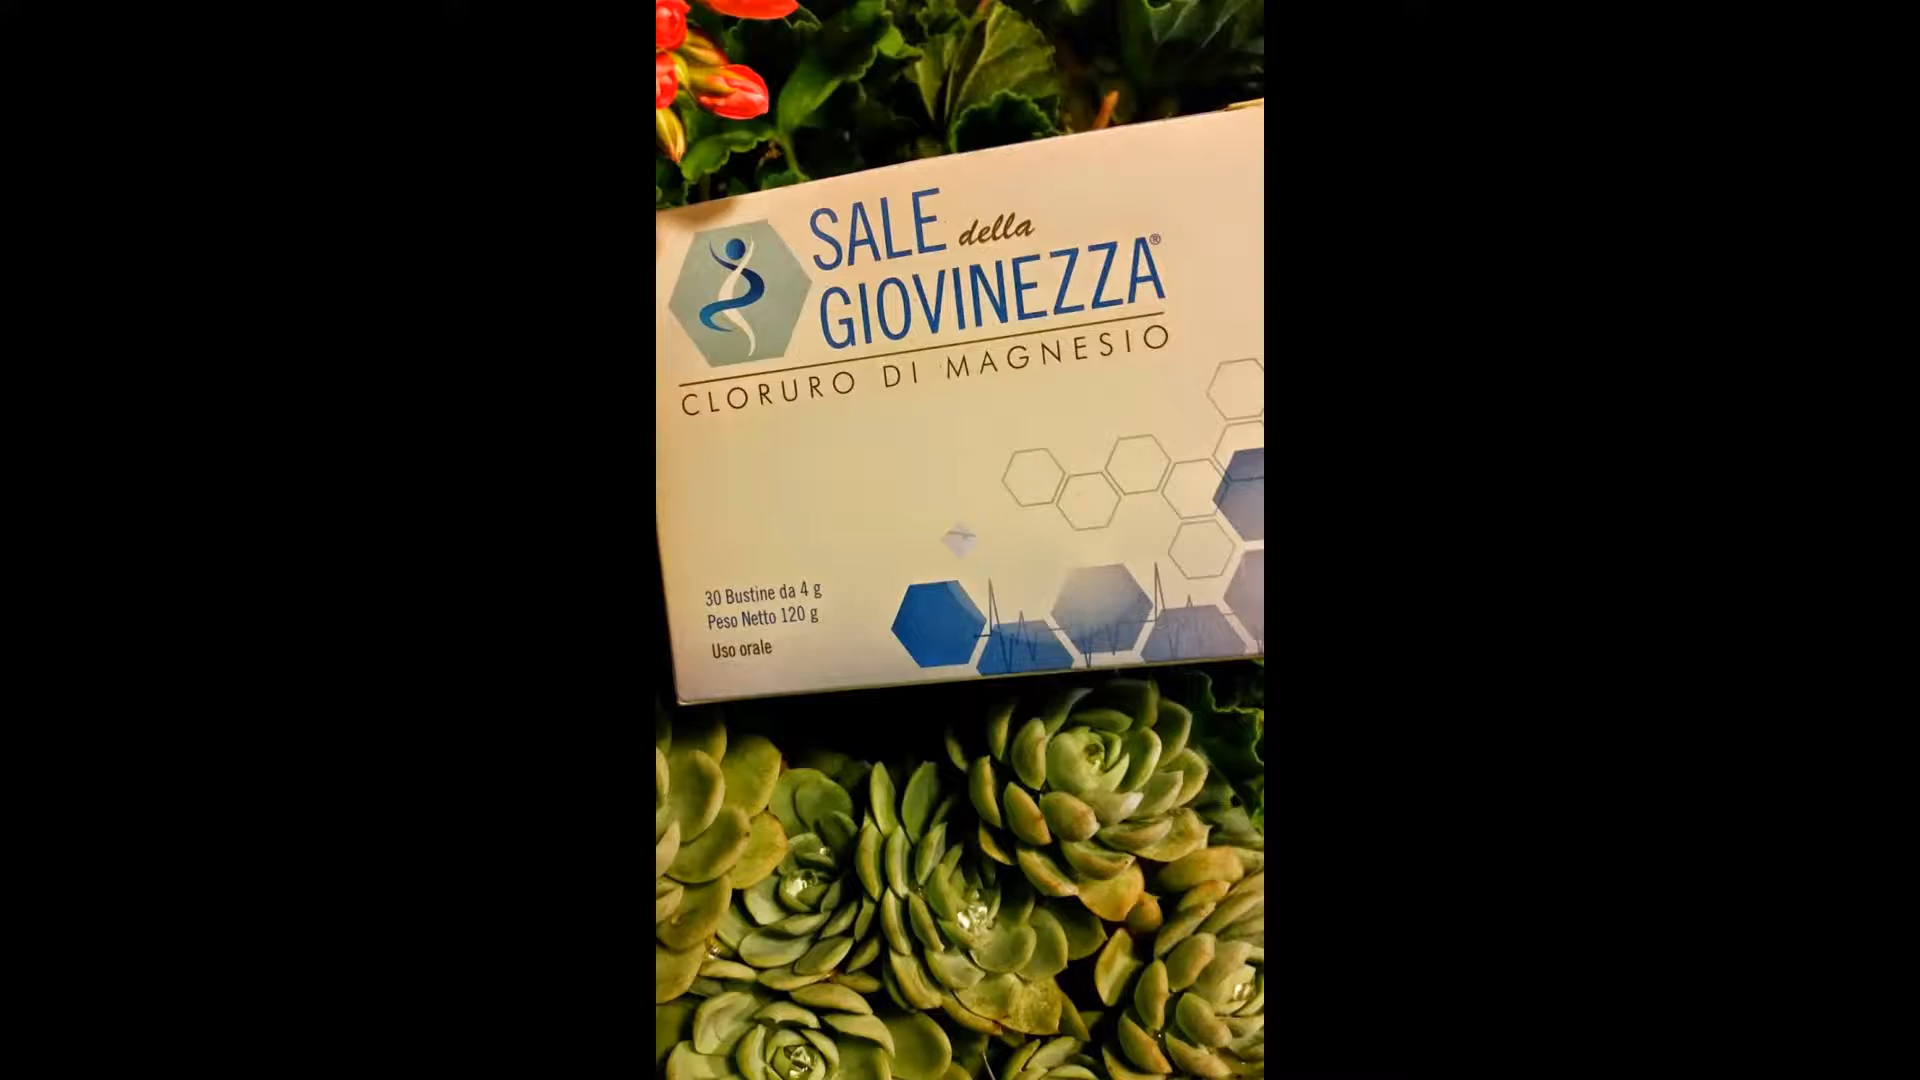 SALE della
GIOVINEZZA®
CLORURO DI MAGNESIO
30 Bustine da 4 g
Peso Netto 120 g
Uso orale